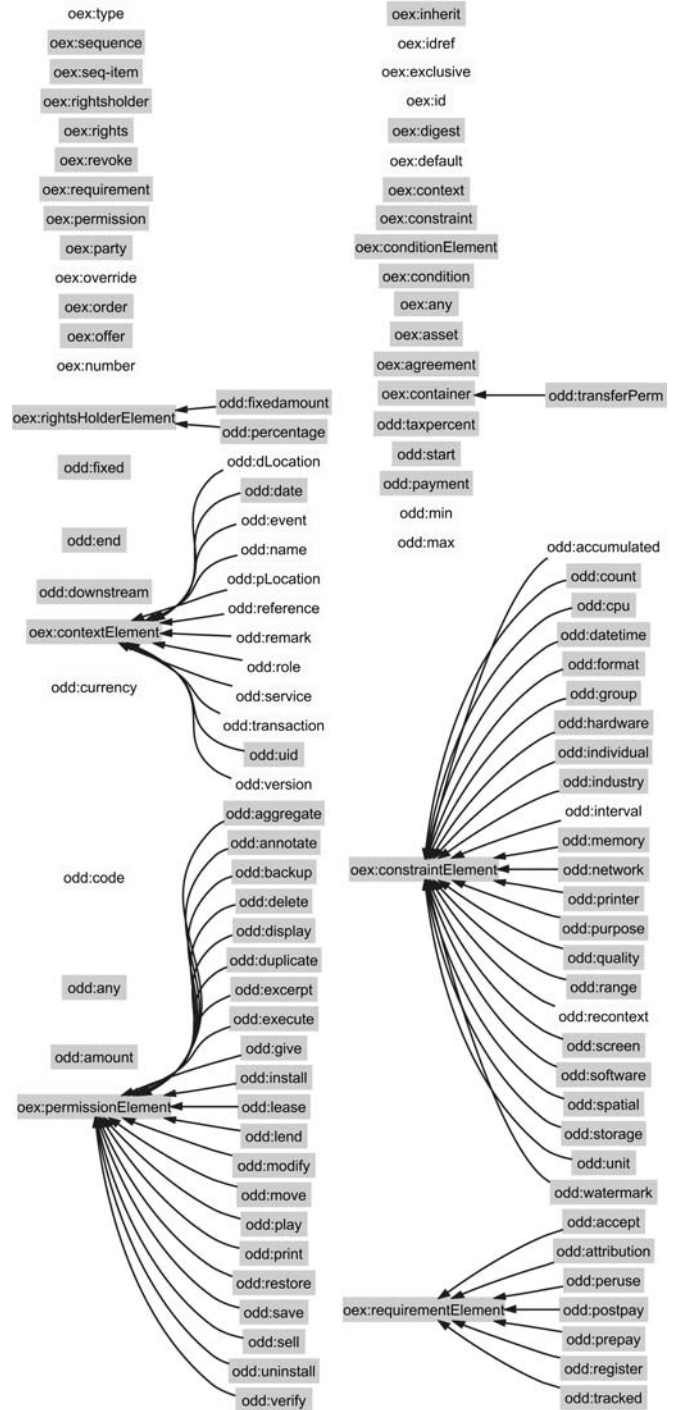 oex:type
oex:sequence
oex:seq-item
oex:rightsholder
oex:rights
oex:revoke
oex:requirement
oex:permission
oex:party
oex:override
oex:order
oex:offer
oex:number
oex:rightsHolderElement
odd:fixedamount
odd:percentage
odd:fixed
odd:end
odd:downstream
oex:contextElement
odd:currency
odd:dLocation
odd:date
odd:event
odd:name
odd:pLocation
odd:reference
odd:remark
odd:role
odd:service
odd:transaction
odd:uid
odd:version
odd:code
odd:any
odd:amount
oex:permissionElement
odd:aggregate
odd:annotate
odd:backup
odd:delete
odd:display
odd:duplicate
odd:excerpt
odd:execute
odd:give
odd:install
odd:lease
odd:lend
odd:modify
odd:move
odd:play
odd:print
odd:restore
odd:save
odd:sell
odd:uninstall
odd:verify
oex:inherit
oex:idref
oex:exclusive
oex:id
oex:digest
oex:default
oex:context
oex:constraint
oex:conditionElement
oex:condition
oex:any
oex:asset
oex:agreement
oex:container
odd:transferPerm
odd:taxpercent
odd:start
odd:payment
odd:min
odd:max
oex:constraintElement
odd:accumulated
odd:count
odd:cpu
odd:datetime
odd:format
odd:group
odd:hardware
odd:individual
odd:industry
odd:interval
odd:memory
odd:network
odd:printer
odd:purpose
odd:quality
odd:range
odd:recontext
odd:screen
odd:software
odd:spatial
odd:storage
odd:unit
odd:watermark
oex:requirementElement
odd:accept
odd:attribution
odd:peruse
odd:postpay
odd:prepay
odd:register
odd:tracked